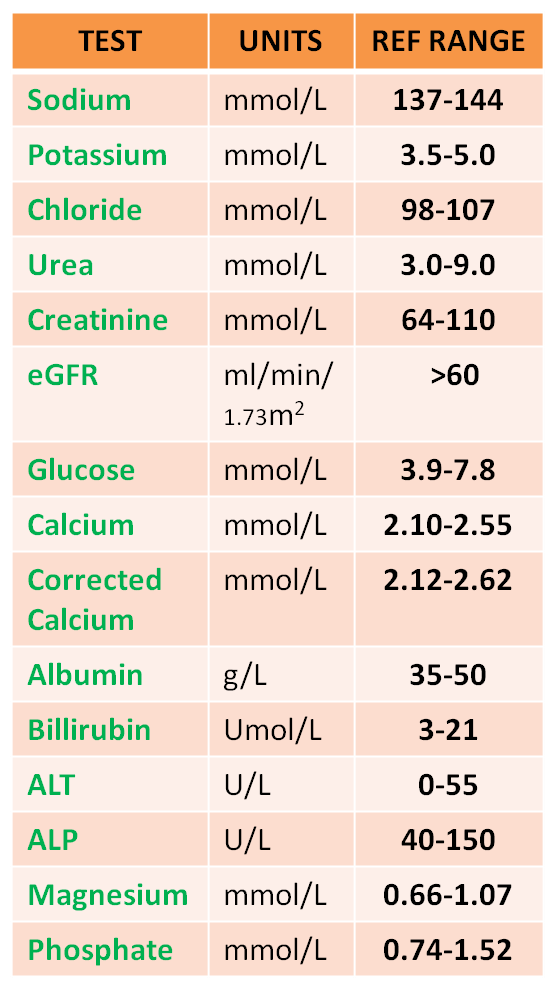 TEST UNITS REF RANGE
Sodium mmol/L 137-144
Potassium mmol/L 3.5-5.0
Chloride mmol/L 98-107
Urea mmol/L 3.0-9.0
Creatinine mmol/L 64-110
eGFR ml/min/ >60
1.73m²
Glucose mmol/L 3.9-7.8
Calcium mmol/L 2.10-2.55
Corrected mmol/L 2.12-2.62
Calcium
Albumin g/L 35-50
Billirubin Umol/L 3-21
ALT U/L 0-55
ALP U/L 40-150
Magnesium mmol/L 0.66-1.07
Phosphate mmol/L 0.74-1.52